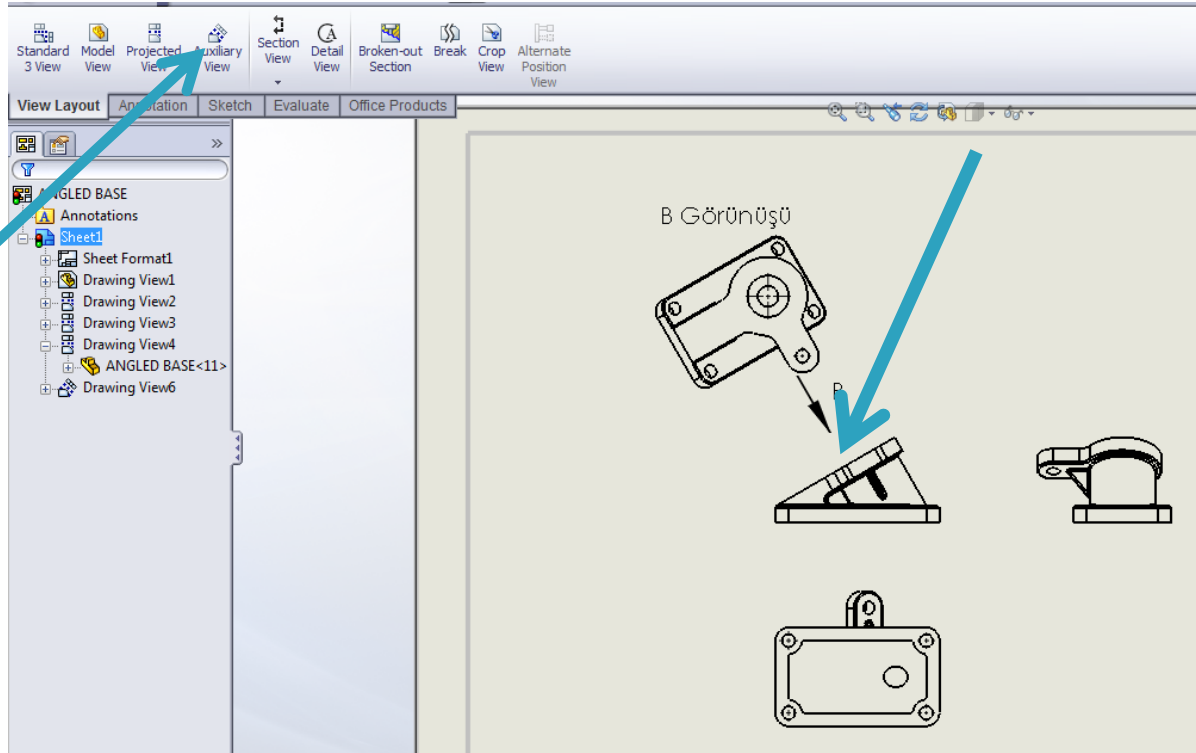 Standard
3 View
Model
View
Projected
View
Auxiliary
View
Section
View
Detail
View
Broken-out
Section
Break
Crop
View
Alternate
Position
View
View Layout
Annotation
Sketch
Evaluate
Office Products
ANGLED BASE
A Annotations
Sheet1
Sheet Format1
Drawing View1
Drawing View2
Drawing View3
Drawing View4
ANGLED BASE<11>
Drawing View6
B Görünüşü
B